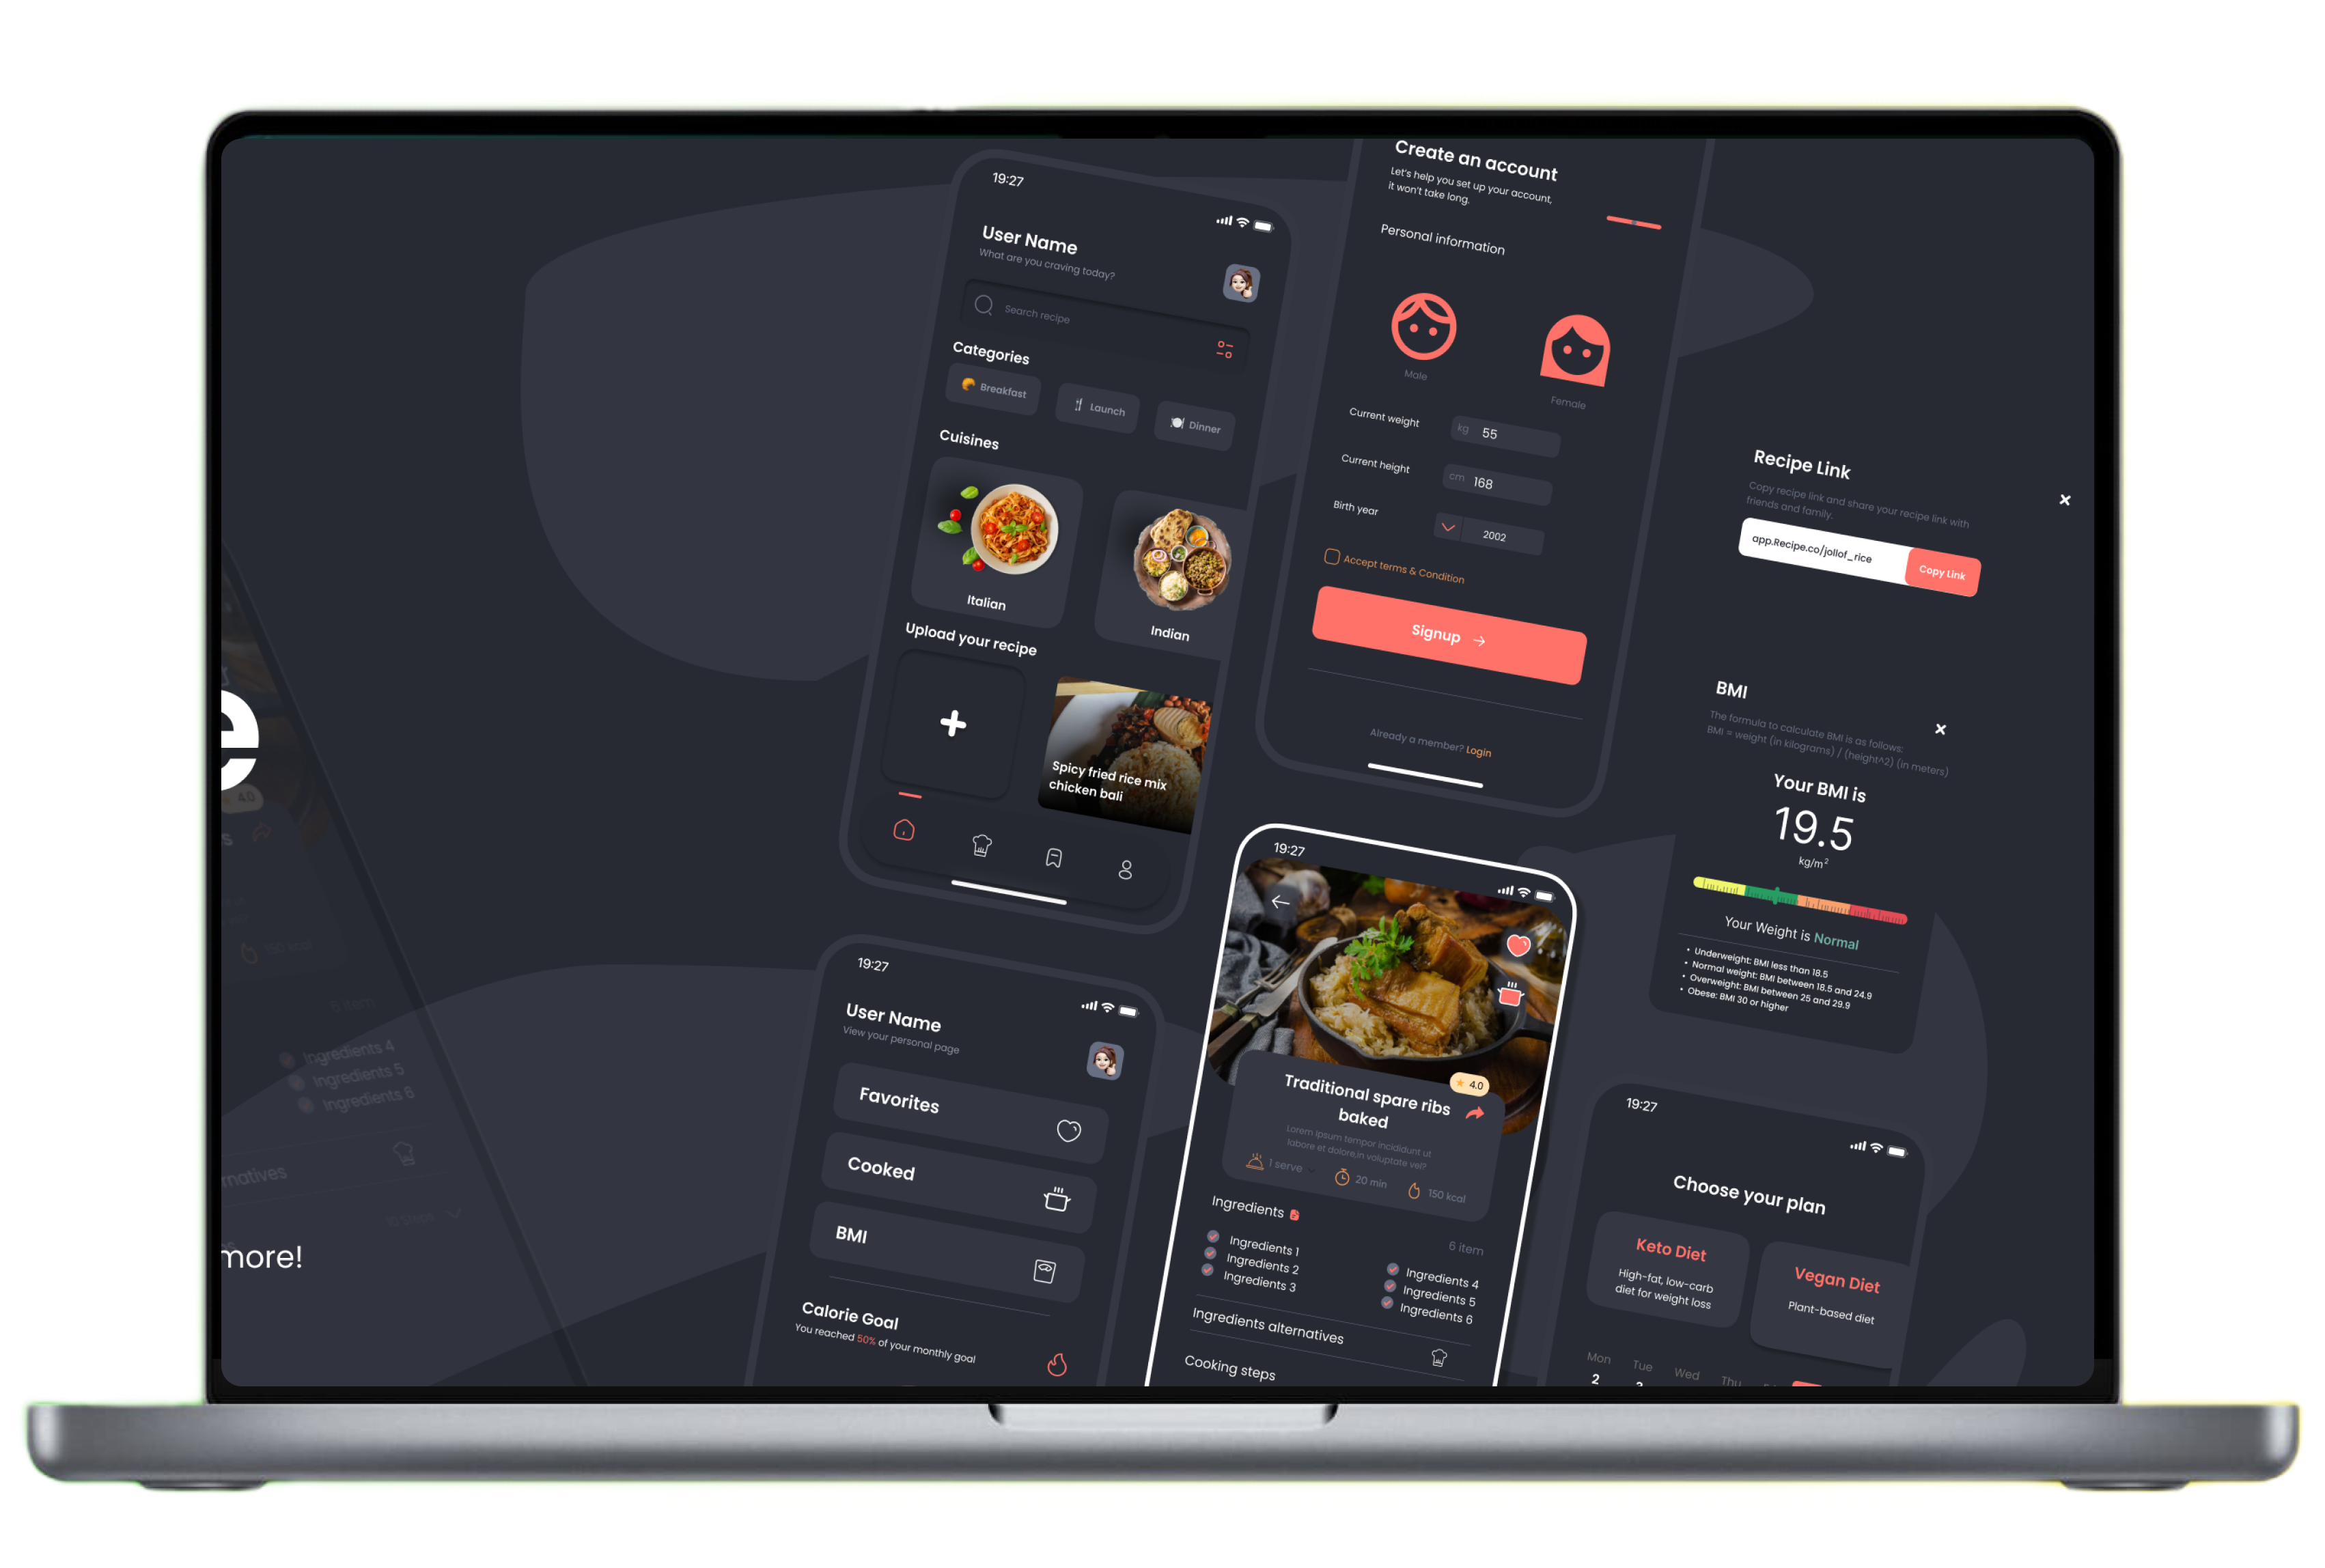 e
4.0
150 kcal
6 item
Ingredients 4
Ingredients 5
Ingredients 6
10 steps
more!
19:27
User Name
What are you craving today?
Search recipe
Categories
Breakfast
Launch
Dinner
Cuisines
Italian
Indian
Upload your recipe
Spicy fried rice mix
chicken bali
Create an account
Let's help you set up your account,
it won't take long.
Personal information
Male
Female
Current weight
kg 55
Current height
cm 168
Birth year
2002
Accept terms & Condition
Signup
Already a member? Login
Recipe Link
Copy recipe link and share your recipe link with
friends and family.
app.Recipe.co/jollof_rice
Copy Link
BMI
The formula to calculate BMI is as follows:
BMI = weight (in kilograms) / (height^2) (in meters)
Your BMI is
19.5
kg/m²
Your Weight is Normal
• Underweight: BMI less than 18.5
• Normal weight: BMI between 18.5 and 24.9
• Overweight: BMI between 25 and 29.9
• Obese: BMI 30 or higher
19:27
User Name
View your personal page
Favorites
Cooked
BMI
Calorie Goal
You reached 50% of your monthly goal
19:27
4.0
Traditional spare ribs
baked
Lorem ipsum tempor incididunt ut
labore et dolore,in voluptate vel?
1 serve
20 min
150 kcal
Ingredients
6 item
Ingredients 1
Ingredients 2
Ingredients 3
Ingredients 4
Ingredients 5
Ingredients 6
Ingredients alternatives
Cooking steps
19:27
Choose your plan
Keto Diet
High-fat, low-carb
diet for weight loss
Vegan Diet
Plant-based diet
Mon Tue Wed Thu
2